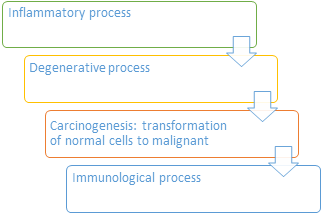 Inflammatory process
Degenerative process
Carcinogenesis: transformation
of normal cells to malignant
Immunological process